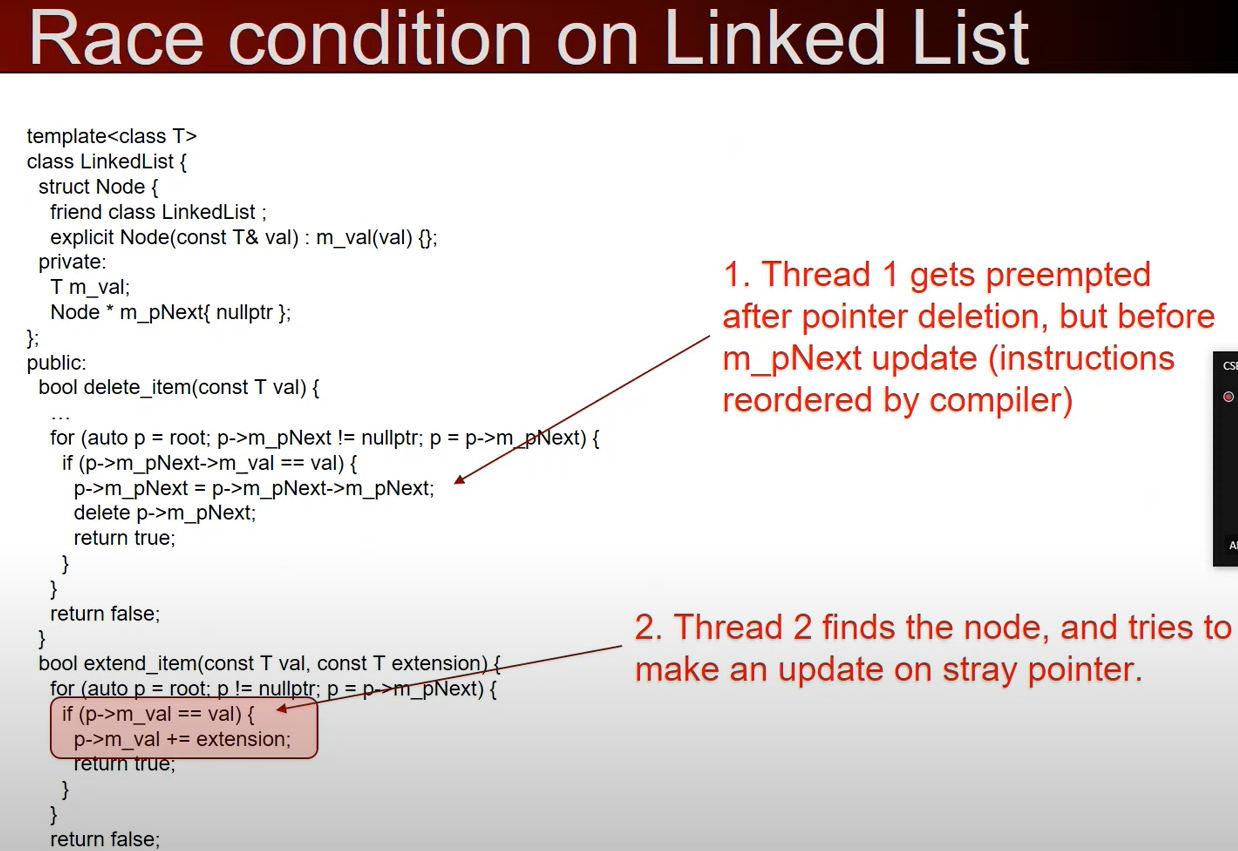 Race condition on Linked List
template<class T>
class LinkedList {
struct Node {
friend class LinkedList ;
explicit Node(const T& val) : m_val(val) {};
private:
T m_val;
Node * m_pNext{ nullptr };
};
public:
bool delete_item(const T val) {
...
for (auto p = root; p->m_pNext != nullptr; p = p->m_pNext) {
if (p->m_pNext->m_val == val) {
p->m_pNext = p->m_pNext->m_pNext;
delete p->m_pNext;
return true;
}
}
return false;
}
bool extend_item(const T val, const T extension) {
for (auto p = root; p != nullptr; p = p->m_pNext) {
if (p->m_val == val) {
p->m_val += extension;
return true;
}
}
return false;
1. Thread 1 gets preempted
after pointer deletion, but before
m_pNext update (instructions
reordered by compiler)
2. Thread 2 finds the node, and tries to
make an update on stray pointer.